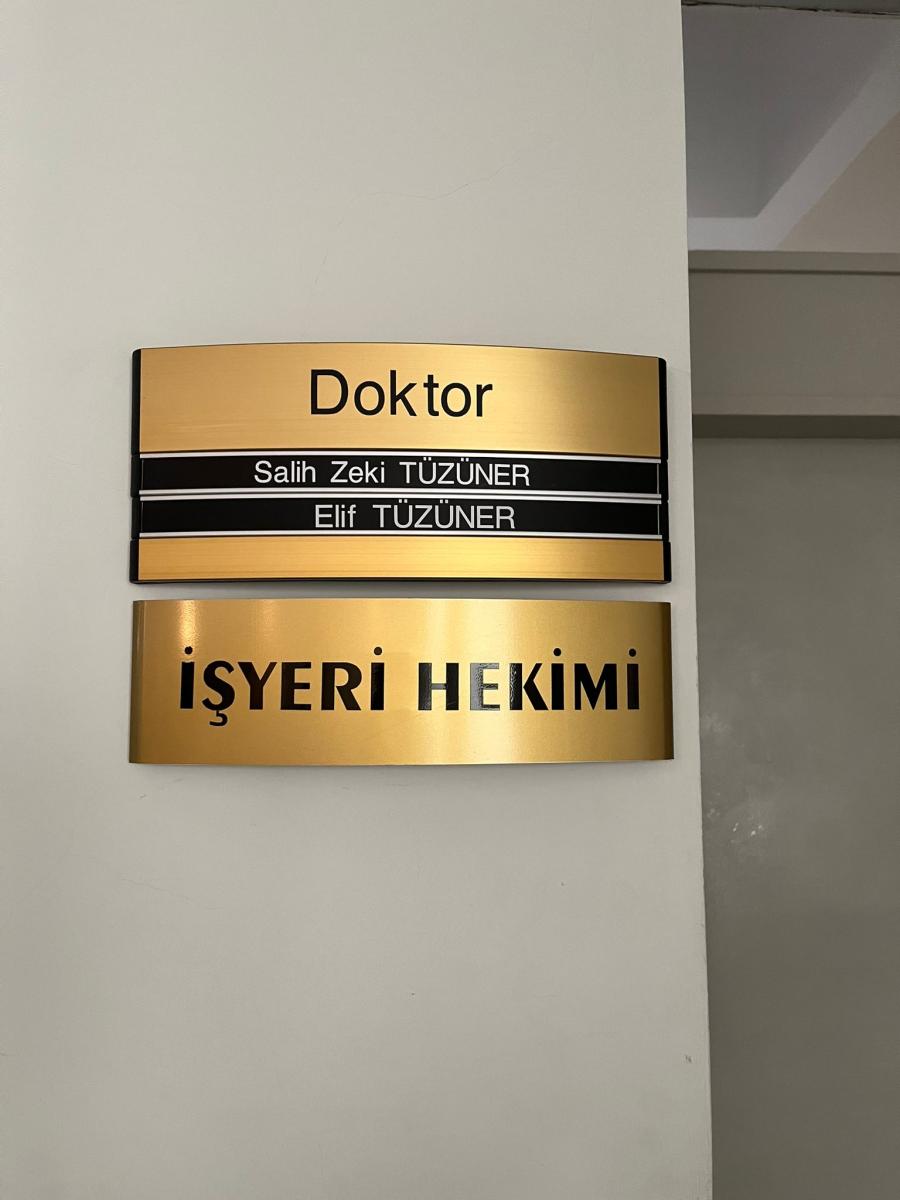 Doktor
Salih Zeki TÜZÜNER
Elif TÜZÜNER
İŞYERİ HEKİMİ